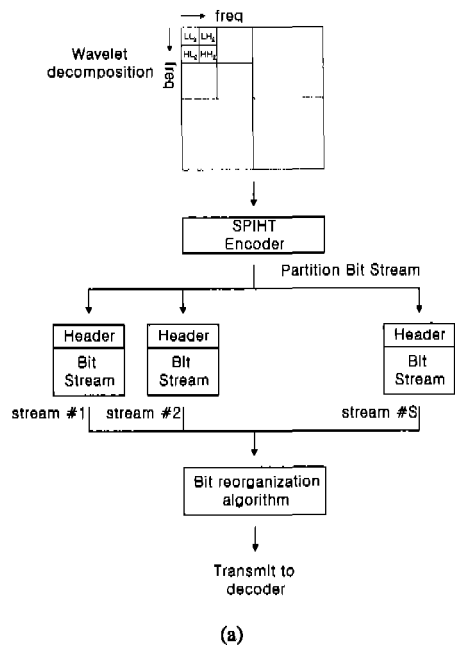 freq
Wavelet
decomposition
freq
LL₂ LH₂
HL₂ HH₂
SPIHT
Encoder
Partition Bit Stream
Header
Bit
Stream
stream #1
Header
Bit
Stream
stream #2
Header
Bit
Stream
stream #S
Bit reorganization
algorithm
Transmit to
decoder
(a)